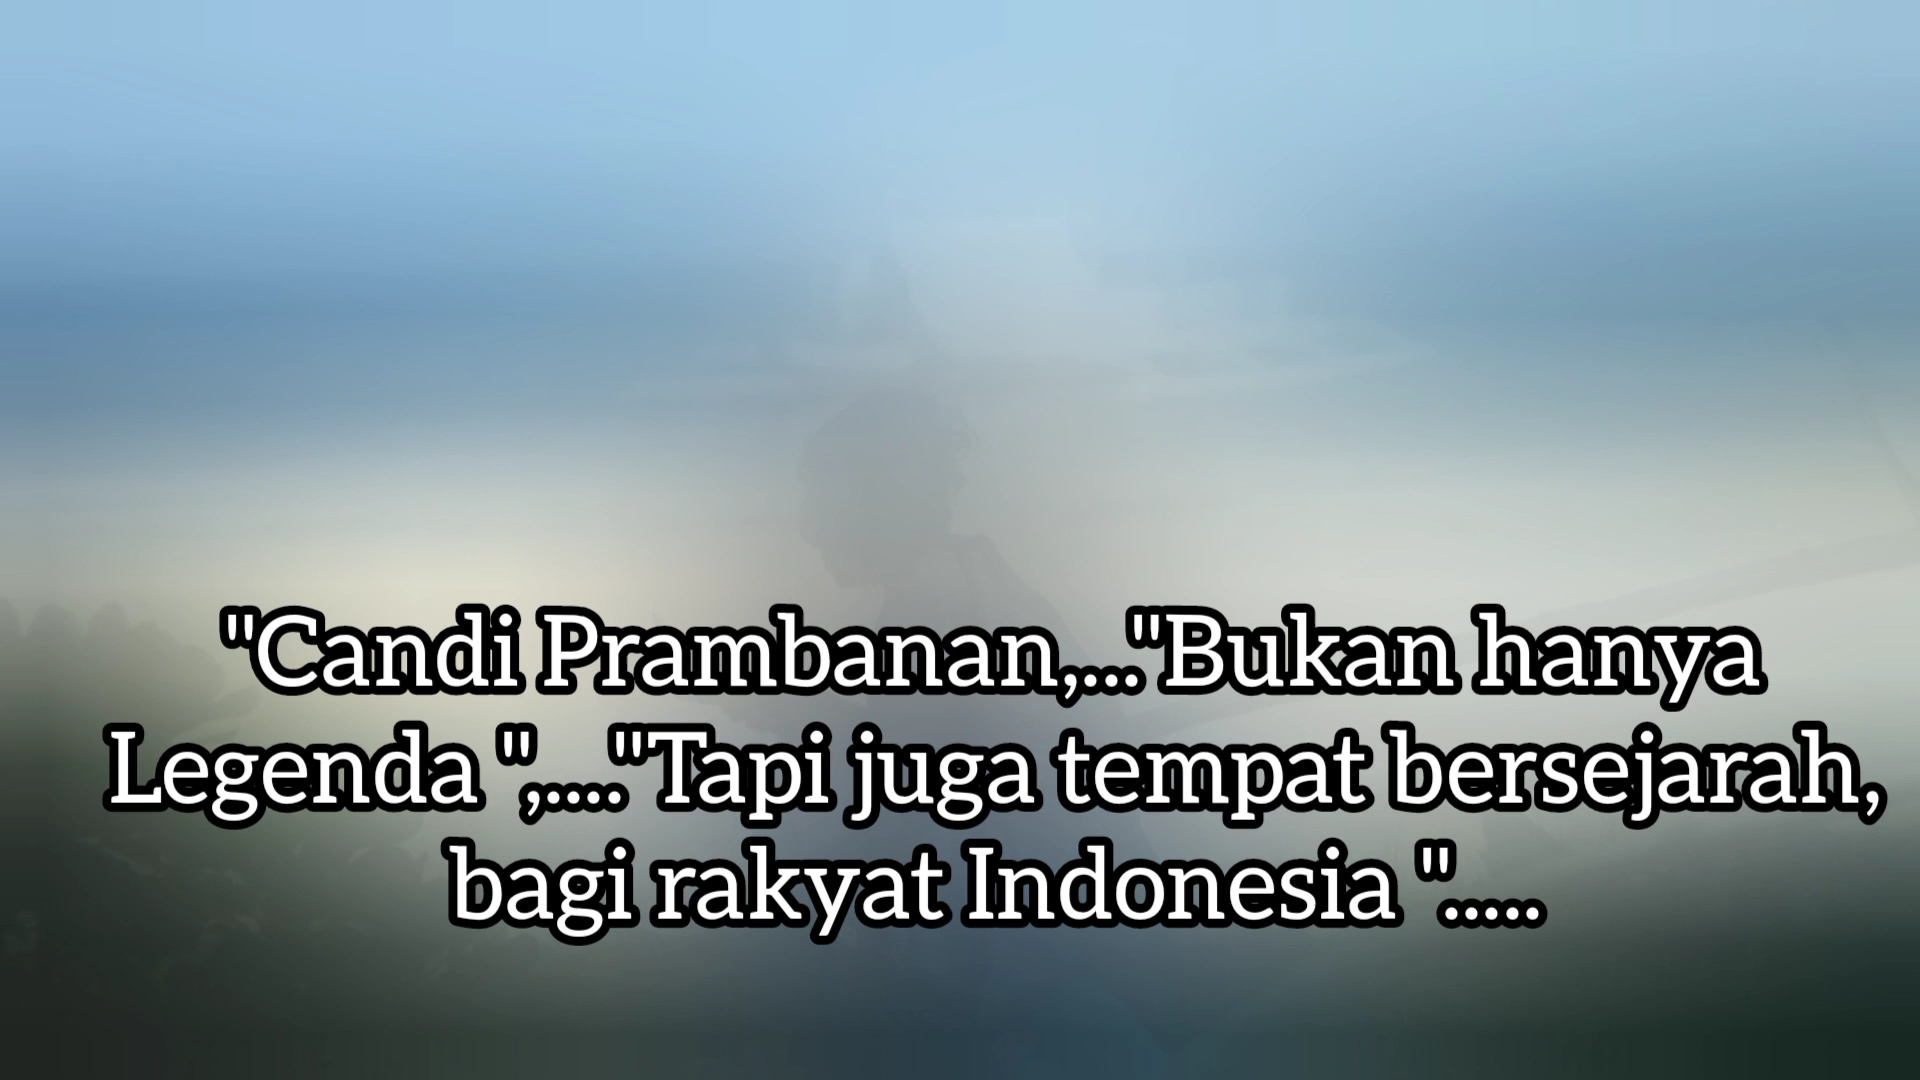 "Candi Prambanan,..."Bukan hanya
Legenda ",...."Tapi juga tempat bersejarah,
bagi rakyat Indonesia ".....